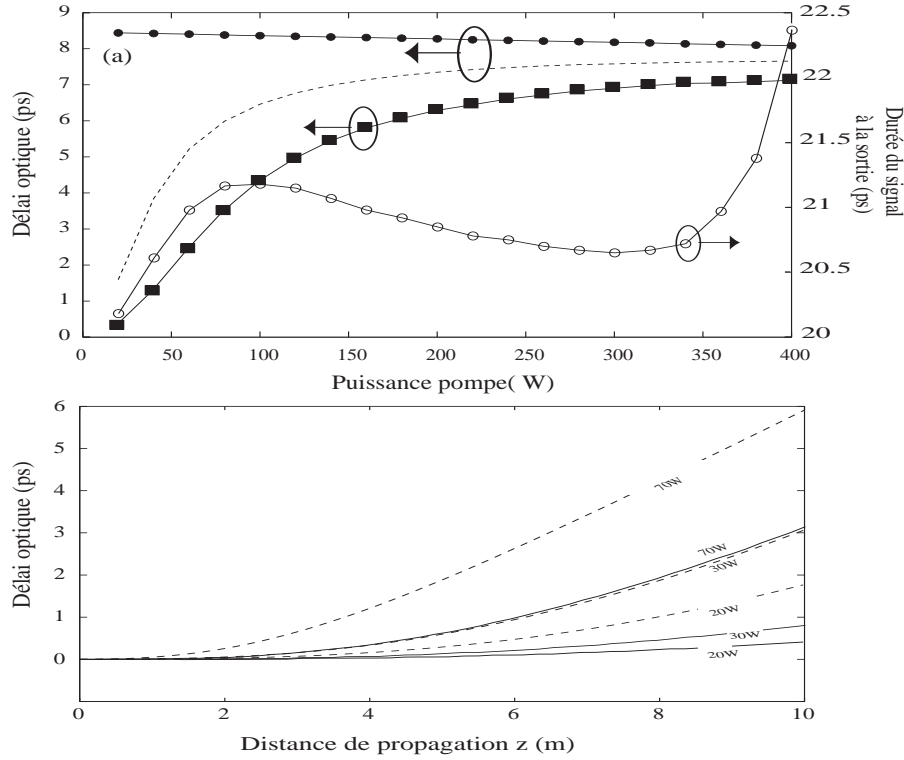 9
8
7
6
5
4
3
2
1
0
(a)
Délai optique (ps)
22.5
22
21.5
21
20.5
20
Durée du signal
à la sortie (ps)
0
50
100
150
200
250
300
350
400
Puissance pompe( W)
6
5
4
3
2
1
0
Délai optique (ps)
70W
70W
30W
20W
30W
20W
0
2
4
6
8
10
Distance de propagation z (m)